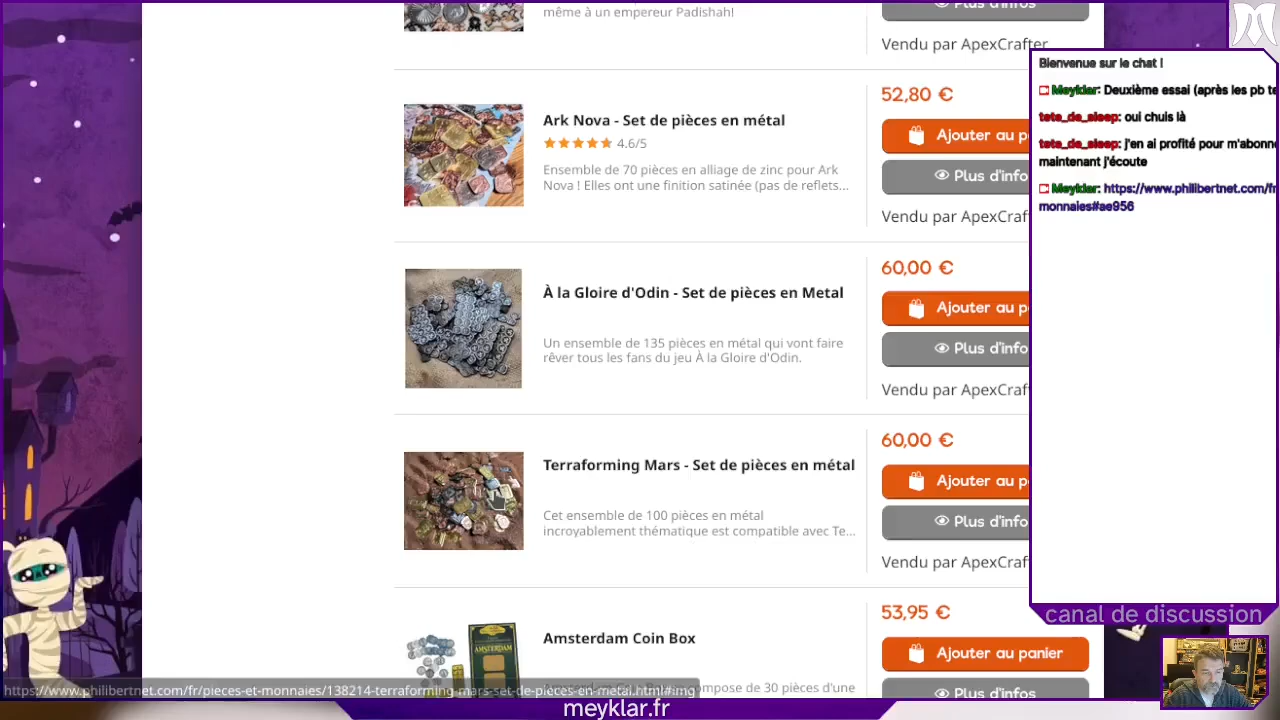 même à un empereur Padishah!
Plus d'infos
Vendu par ApexCrafter
52,80 €
Ark Nova - Set de pièces en métal
4.6/5
Ajouter au p
Ensemble de 70 pièces en alliage de zinc pour Ark
Nova ! Elles ont une finition satinée (pas de reflets...
Plus d'info
Vendu par ApexCraf
60,00 €
À la Gloire d'Odin - Set de pièces en Metal
Ajouter au p
Un ensemble de 135 pièces en métal qui vont faire
rêver tous les fans du jeu À la Gloire d'Odin.
Plus d'info
Vendu par ApexCraf
60,00 €
Terraforming Mars - Set de pièces en métal
Ajouter au p
Cet ensemble de 100 pièces en métal
incroyablement thématique est compatible avec Te...
Plus d'info
Vendu par ApexCraf
53,95 €
Amsterdam Coin Box
AMSTERDAM
Ajouter au panier
compose de 30 pièces d'une
Plus d'infos
https://www.philibertnet.com/fr/pieces-et-monnaies/138214-terraforming-mars-set-de-pieces-en-metal.html#img
meyklar.fr
Bienvenue sur le chat !
Meyklar: Deuxième essai (après les pb te
tete_de_sleep: oui chuis là
tete_de_sleep: j'en ai profité pour m'abonn
maintenant j'écoute
Meyklar: https://www.philibertnet.com/fr
monnaies#ae956
canal de discussion